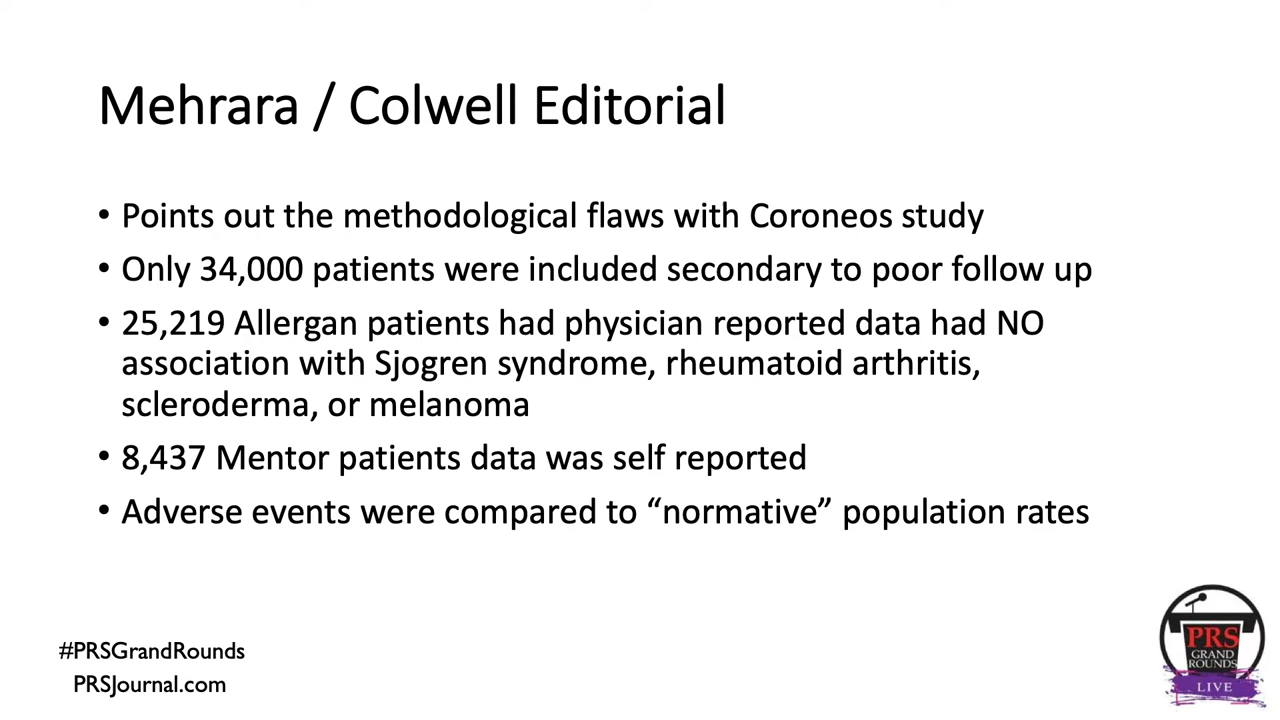 Mehrara / Colwell Editorial
• Points out the methodological flaws with Coroneos study
• Only 34,000 patients were included secondary to poor follow up
• 25,219 Allergan patients had physician reported data had NO
association with Sjogren syndrome, rheumatoid arthritis,
scleroderma, or melanoma
• 8,437 Mentor patients data was self reported
• Adverse events were compared to “normative” population rates
#PRSGrandRounds
PRSJournal.com
PRS
GRAND
ROUNDS
LIVE